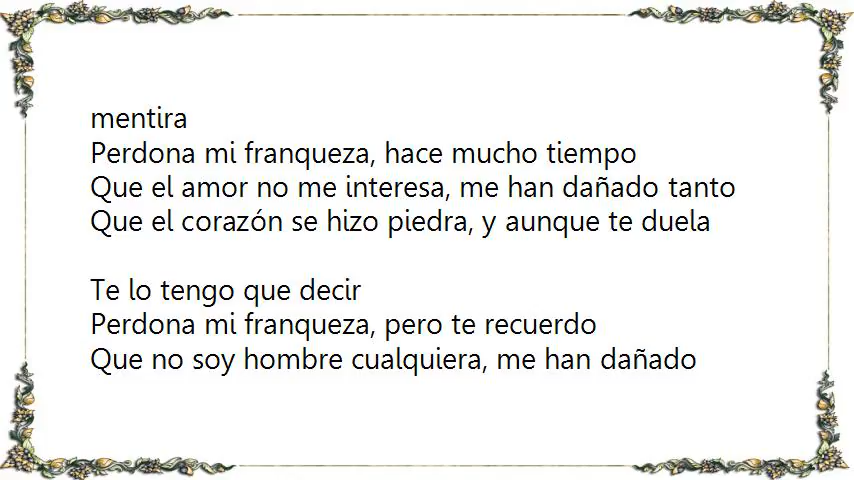 mentira
Perdona mi franqueza, hace mucho tiempo
Que el amor no me interesa, me han dañado tanto
Que el corazón se hizo piedra, y aunque te duela

Te lo tengo que decir
Perdona mi franqueza, pero te recuerdo
Que no soy hombre cualquiera, me han dañado